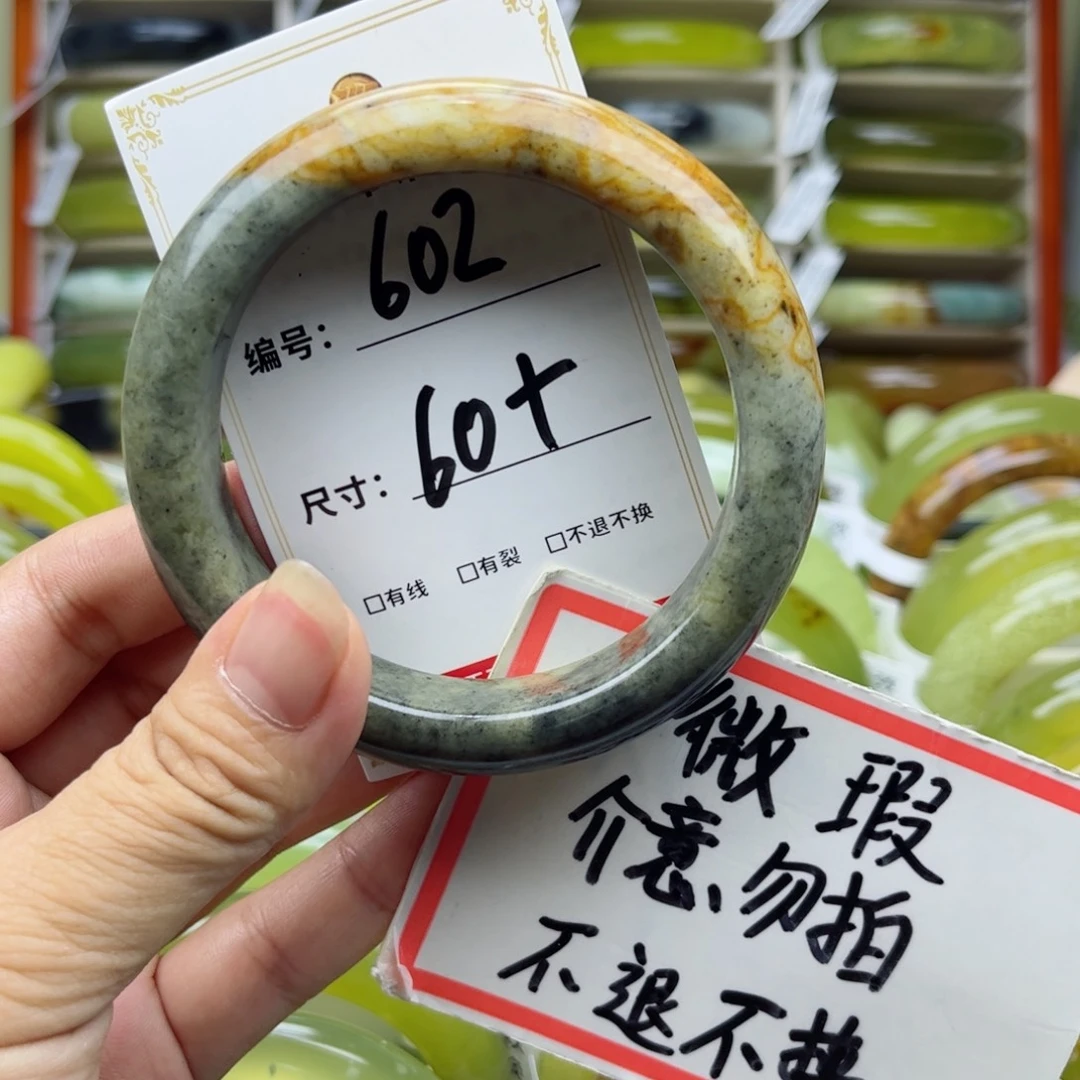 编号： 602
尺寸： 60+
□有线 □有裂 □不退不换
微瑕
介意勿拍
不退不换